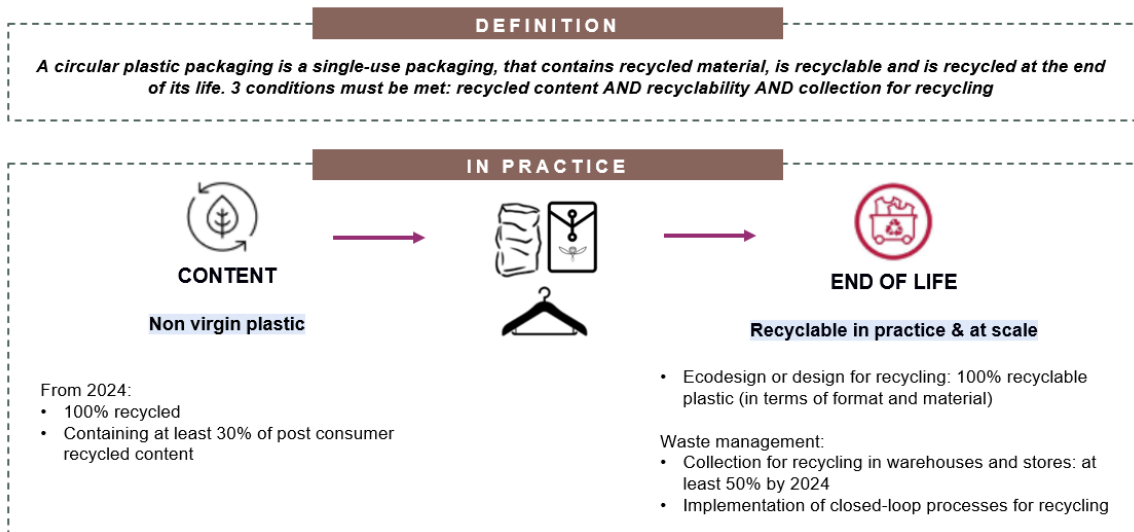 DEFINITION
A circular plastic packaging is a single-use packaging, that contains recycled material, is recyclable and is recycled at the end
of its life. 3 conditions must be met: recycled content AND recyclability AND collection for recycling
IN PRACTICE
CONTENT
Non virgin plastic
From 2024:
• 100% recycled
• Containing at least 30% of post consumer
recycled content
END OF LIFE
Recyclable in practice & at scale
• Ecodesign or design for recycling: 100% recyclable
plastic (in terms of format and material)
Waste management:
• Collection for recycling in warehouses and stores: at
least 50% by 2024
• Implementation of closed-loop processes for recycling